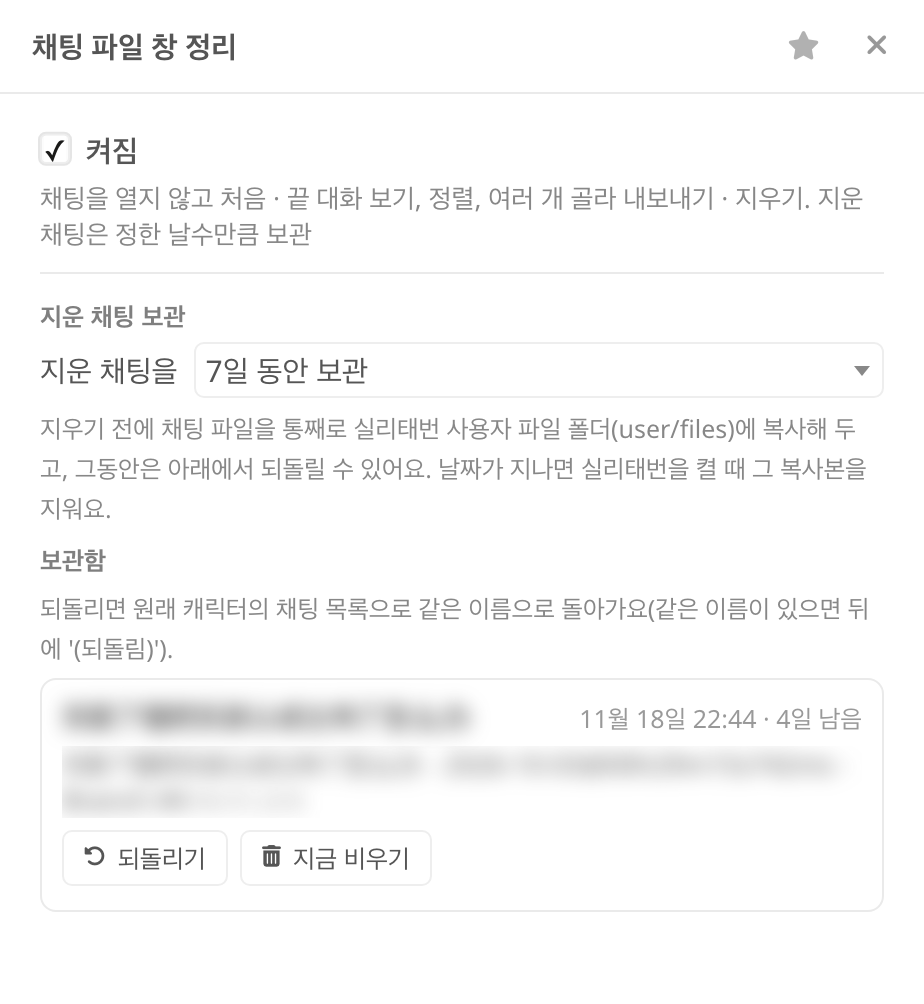 채팅 파일 창 정리
켜짐
채팅을 열지 않고 처음 · 끝 대화 보기, 정렬, 여러 개 골라 내보내기 · 지우기. 지운
채팅은 정한 날수만큼 보관
지운 채팅 보관
지운 채팅을 7일 동안 보관
지우기 전에 채팅 파일을 통째로 실리태번 사용자 파일 폴더(user/files)에 복사해 두
고, 그동안은 아래에서 되돌릴 수 있어요. 날짜가 지나면 실리태번을 켤 때 그 복사본을
지워요.
보관함
되돌리면 원래 캐릭터의 채팅 목록으로 같은 이름으로 돌아가요(같은 이름이 있으면 뒤
에 '(되돌림)').
11월 18일 22:44 · 4일 남음
되돌리기 지금 비우기